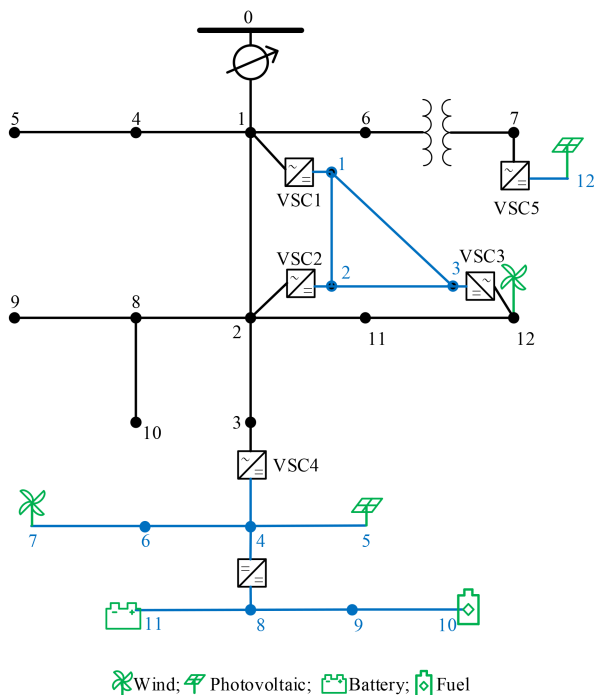 0
5 4 1 6 7
1 12
VSC1 VSC5
VSC2 VSC3
2 3
9 8
2 11 12
10 3
VSC4
7 6 4 5
11 8 9 10
Wind; Photovoltaic; Battery; Fuel